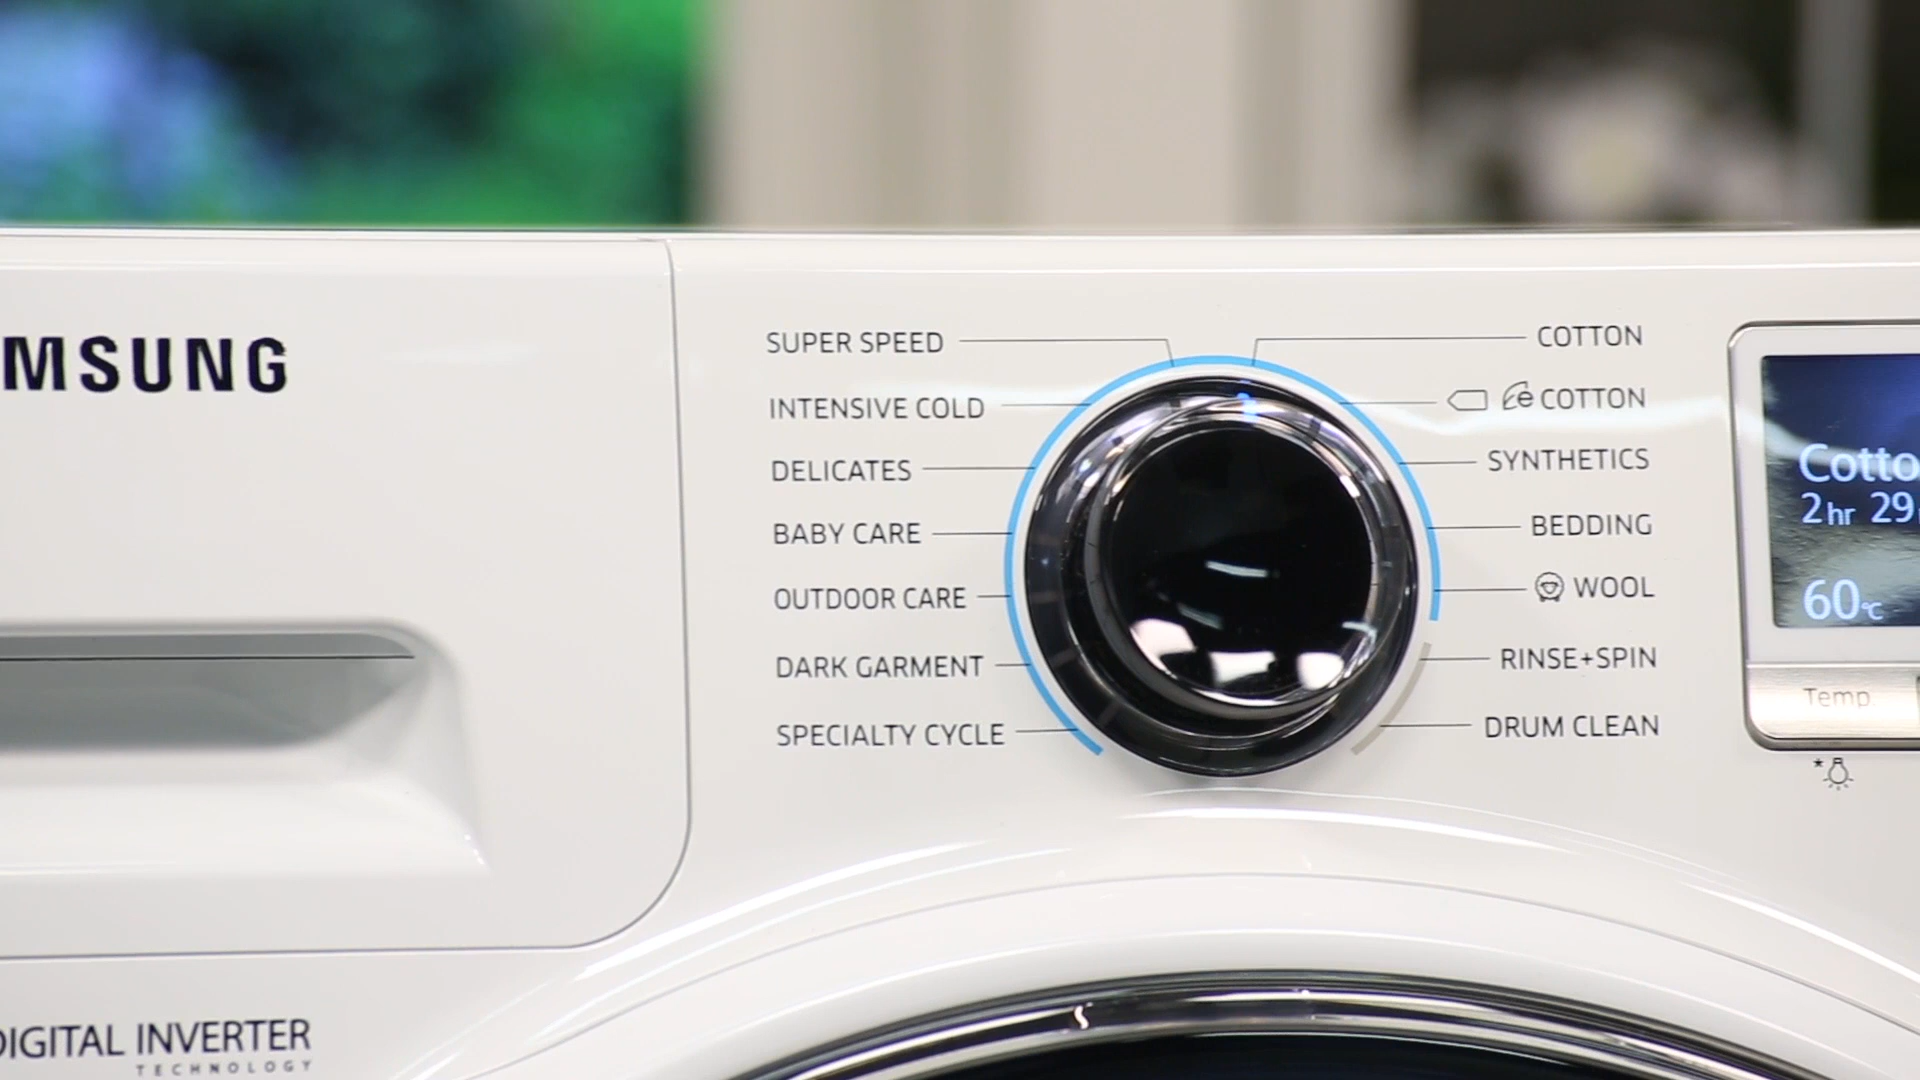 MSUNG
SUPER SPEED
INTENSIVE COLD
DELICATES
BABY CARE
OUTDOOR CARE
DARK GARMENT
SPECIALTY CYCLE
COTTON
e COTTON
SYNTHETICS
BEDDING
WOOL
RINSE+SPIN
DRUM CLEAN
Cotto
2hr 29
60°C
Temp.
*
DIGITAL INVERTER
TECHNOLOGY